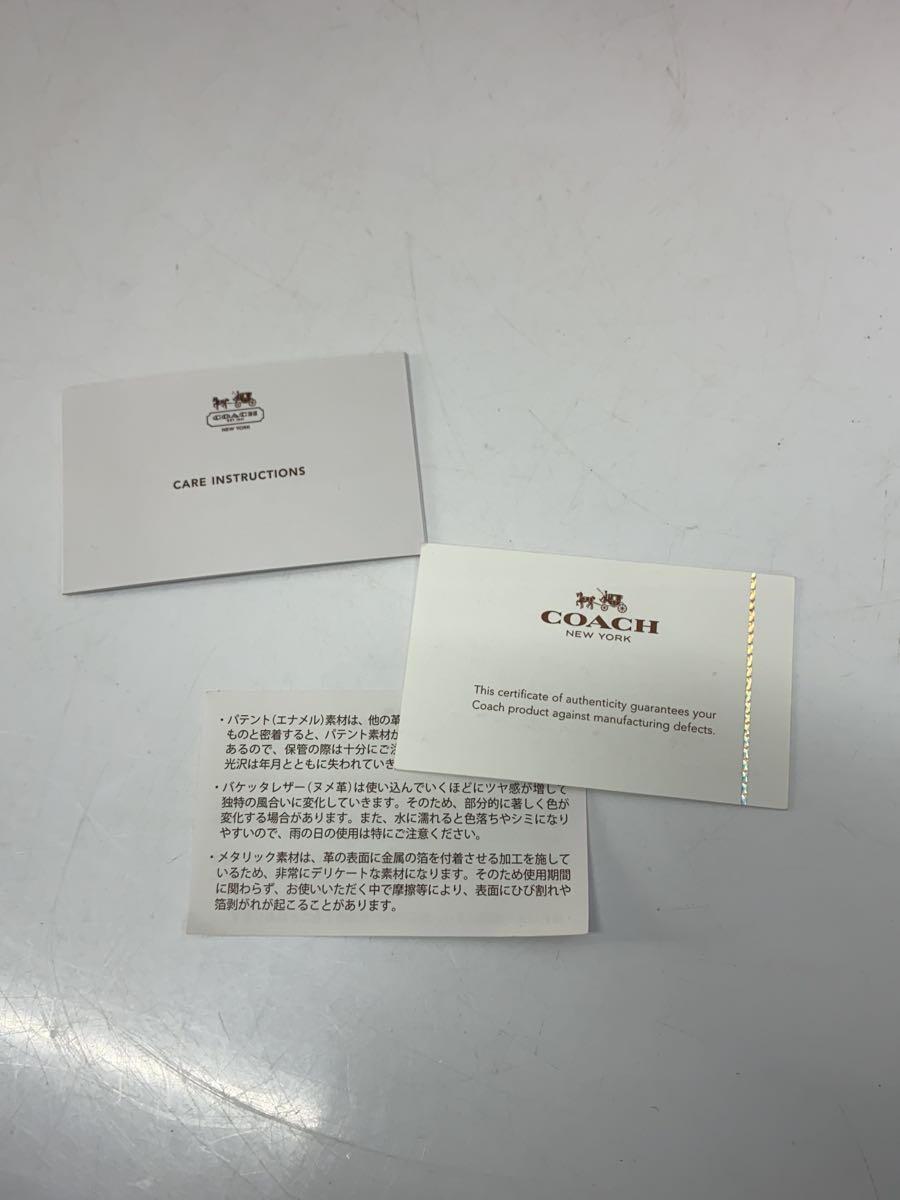 COACH
EST. 1941
NEW YORK
CARE INSTRUCTIONS
COACH
NEW YORK
This certificate of authenticity guarantees your
Coach product against manufacturing defects.
・パテント(エナメル)素材は、他の革
ものと密着すると、パテント素材が
あるので、保管の際は十分にご注
光沢は年月とともに失われていき
・バケッタレザー(ヌメ革)は使い込んでいくほどにツヤ感が増して
独特の風合いに変化していきます。そのため、部分的に著しく色が
変化する場合があります。また、水に濡れると色落ちやシミになり
やすいので、雨の日の使用は特にご注意ください。
・メタリック素材は、革の表面に金属の箔を付着させる加工を施して
いるため、非常にデリケートな素材になります。そのため使用期間
に関わらず、お使いいただく中で摩擦等により、表面にひび割れや
箔剥がれが起こることがあります。